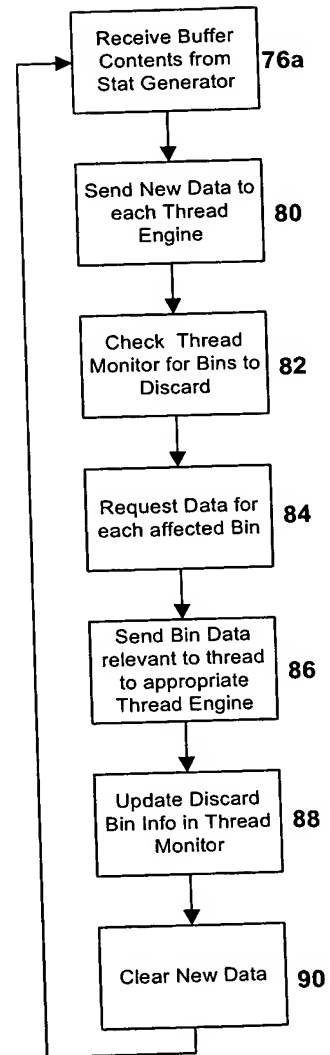 Receive Buffer
Contents from
Stat Generator
76a
Send New Data to
each Thread
Engine
80
Check Thread
Monitor for Bins to
Discard
82
Request Data for
each affected Bin
84
Send Bin Data
relevant to thread
to appropriate
Thread Engine
86
Update Discard
Bin Info in Thread
Monitor
88
Clear New Data
90